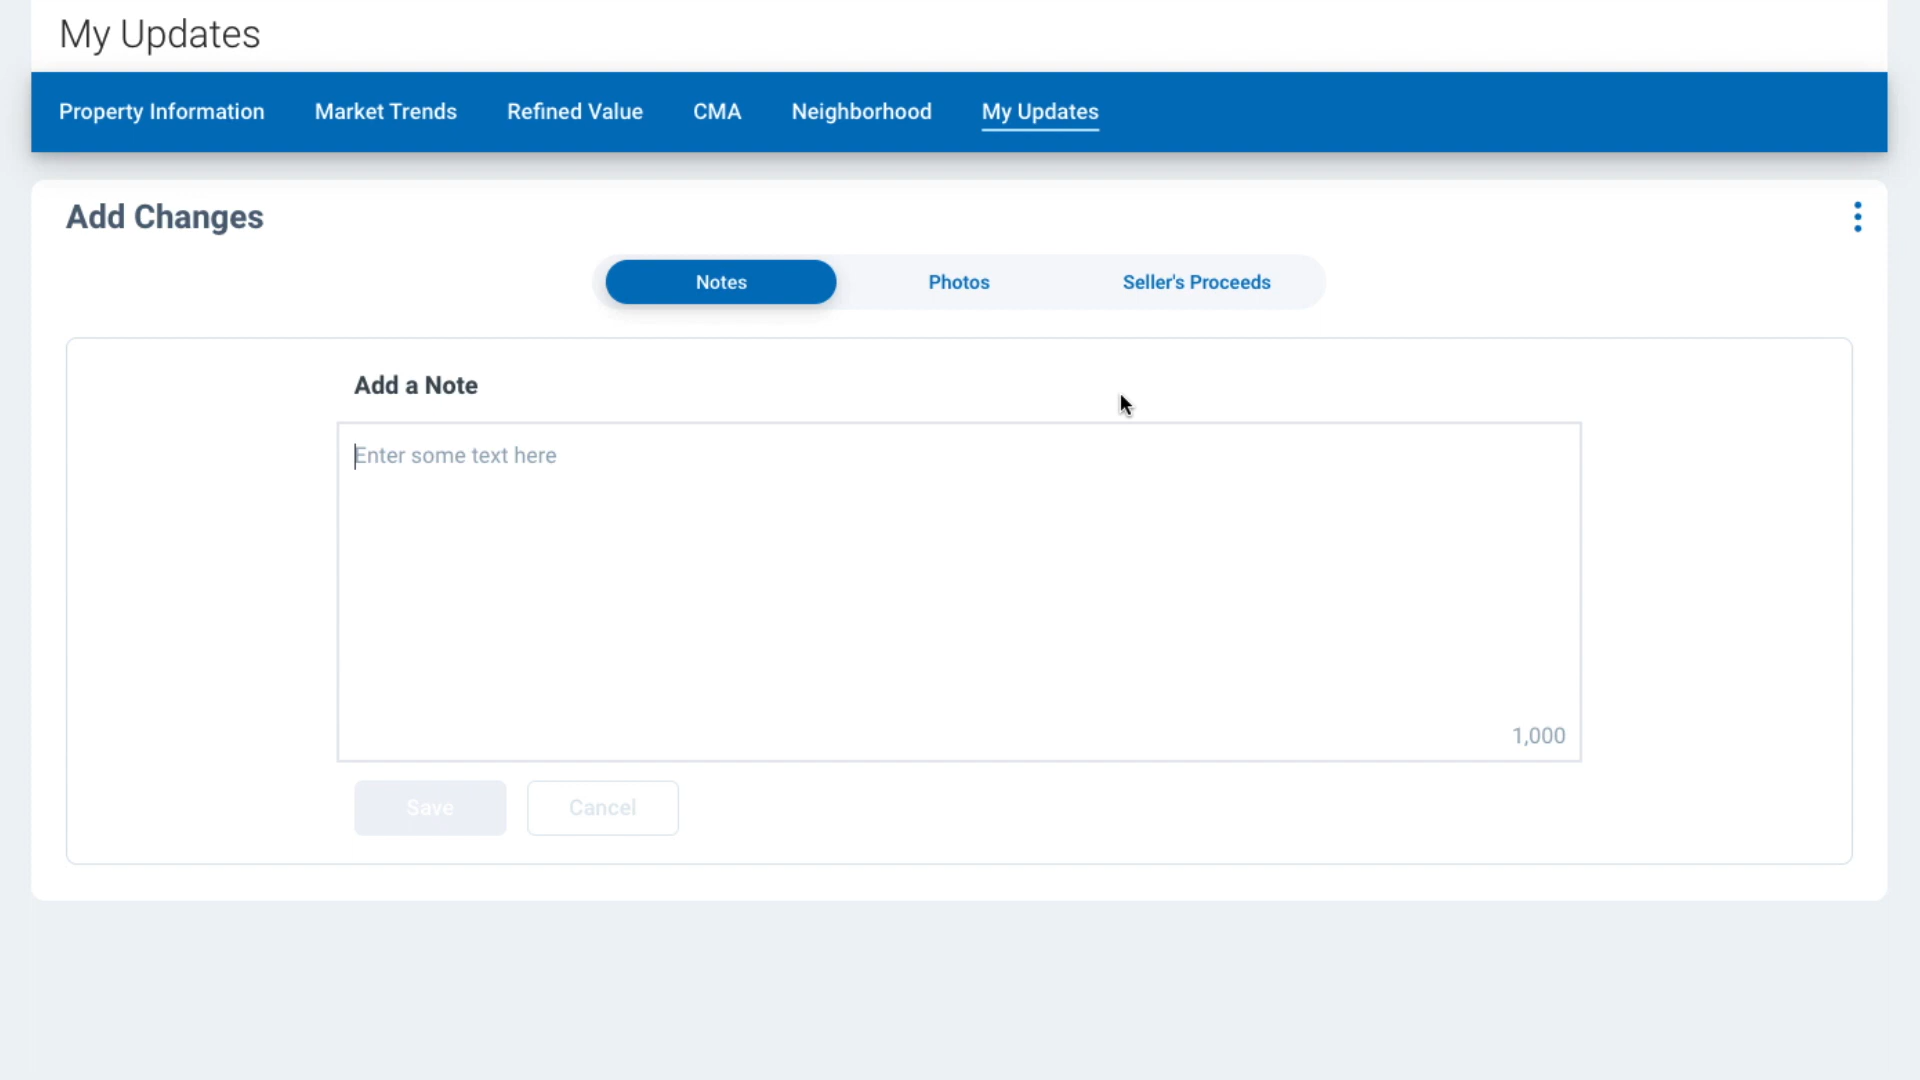 My Updates
Property Information Market Trends Refined Value CMA Neighborhood My Updates
Add Changes
Notes Photos Seller's Proceeds
Add a Note
Enter some text here
1,000
Save Cancel